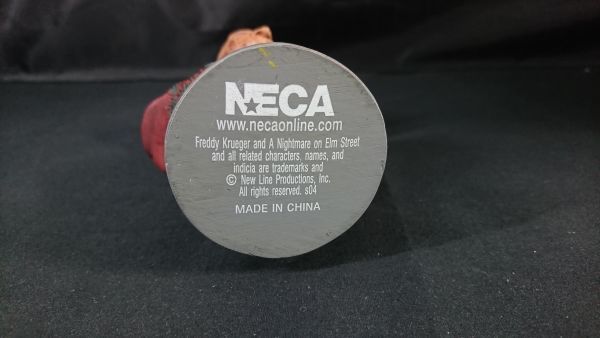 NECA
www.necaonline.com
Freddy Krueger and A Nightmare on Elm Street
and all related characters, names, and
indicia are trademarks and
© New Line Productions, Inc.
All rights reserved. s04
MADE IN CHINA